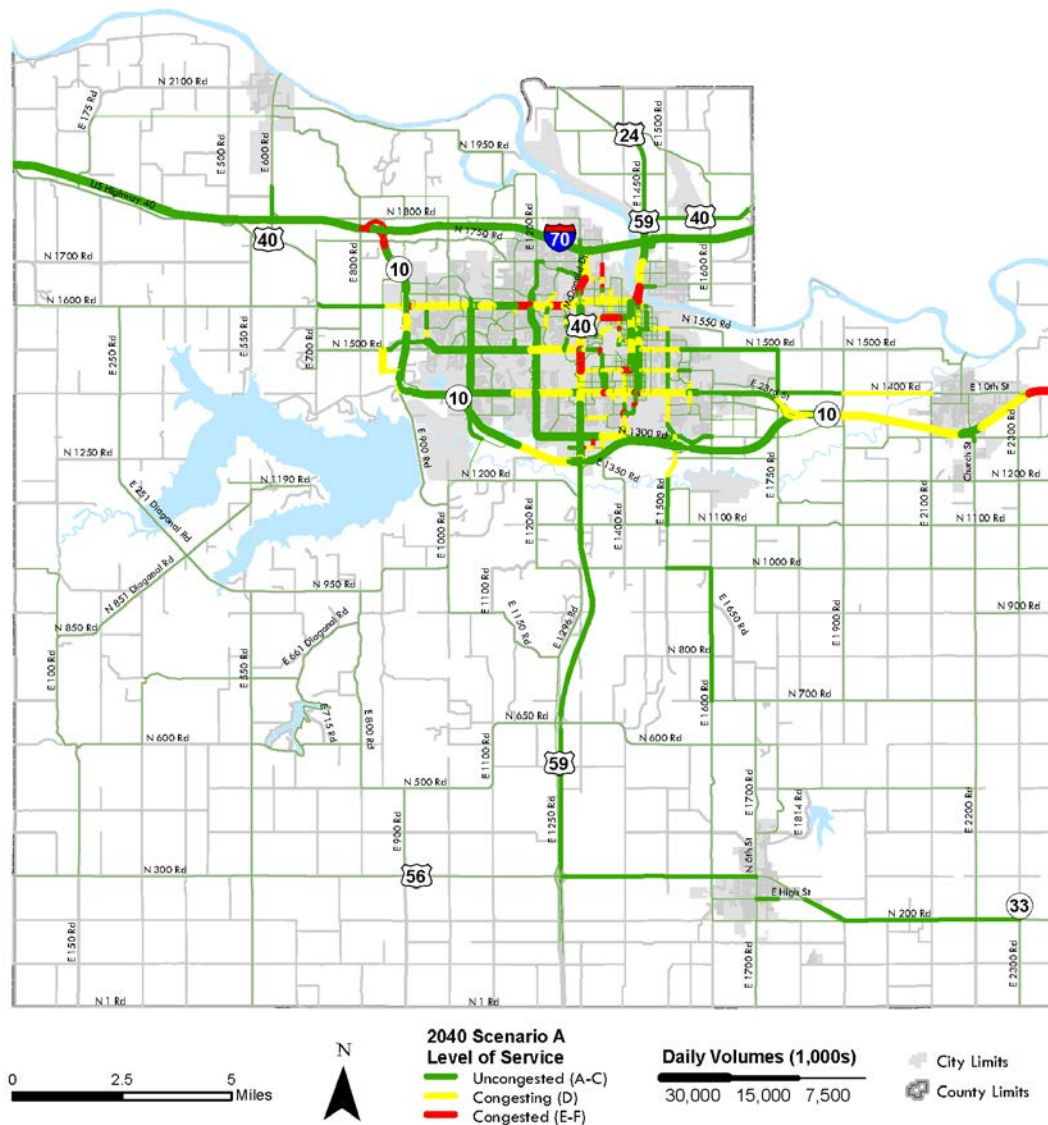 N 2100 Rd
E 175 Rd
E 500 Rd
E 600 Rd
N 1950 Rd
24
E 1500 Rd
E 1450 Rd
US Highway 40
40
N 1800 Rd
N 1750 Rd
E 1200 Rd
70
59
40
E 1600 Rd
N 1700 Rd
E 800 Rd
10
McDonald Dr
N 1600 Rd
E 250 Rd
E 550 Rd
E 700 Rd
N 1500 Rd
40
N 1550 Rd
N 1500 Rd
N 1500 Rd
10
E 23rd St
N 1400 Rd
E 10th St
10
N 1250 Rd
E 900 Rd
N 1300 Rd
E 1350 Rd
E 2300 Rd
Church St
N 1190 Rd
N 1200 Rd
E 1750 Rd
N 1200 Rd
E 251 Diagonal Rd
E 1000 Rd
E 1200 Rd
E 1400 Rd
E 1500 Rd
N 1100 Rd
E 2100 Rd
N 1100 Rd
N 851 Diagonal Rd
N 950 Rd
N 1000 Rd
N 850 Rd
E 1100 Rd
E 1150 Rd
E 1296 Rd
E 1650 Rd
E 1900 Rd
N 900 Rd
E 100 Rd
E 661 Diagonal Rd
E 550 Rd
N 800 Rd
N 700 Rd
E 715 Rd
E 800 Rd
N 650 Rd
E 1600 Rd
N 600 Rd
E 1100 Rd
59
N 600 Rd
N 500 Rd
E 1250 Rd
E 1700 Rd
E 1814 Rd
E 2200 Rd
E 900 Rd
N 300 Rd
56
N 6th St
E High St
33
N 200 Rd
E 150 Rd
E 1700 Rd
E 2300 Rd
N 1 Rd
N 1 Rd
0 2.5 5
Miles
N
2040 Scenario A
Level of Service
Uncongested (A-C)
Congesting (D)
Congested (E-F)
Daily Volumes (1,000s)
30,000 15,000 7,500
City Limits
County Limits